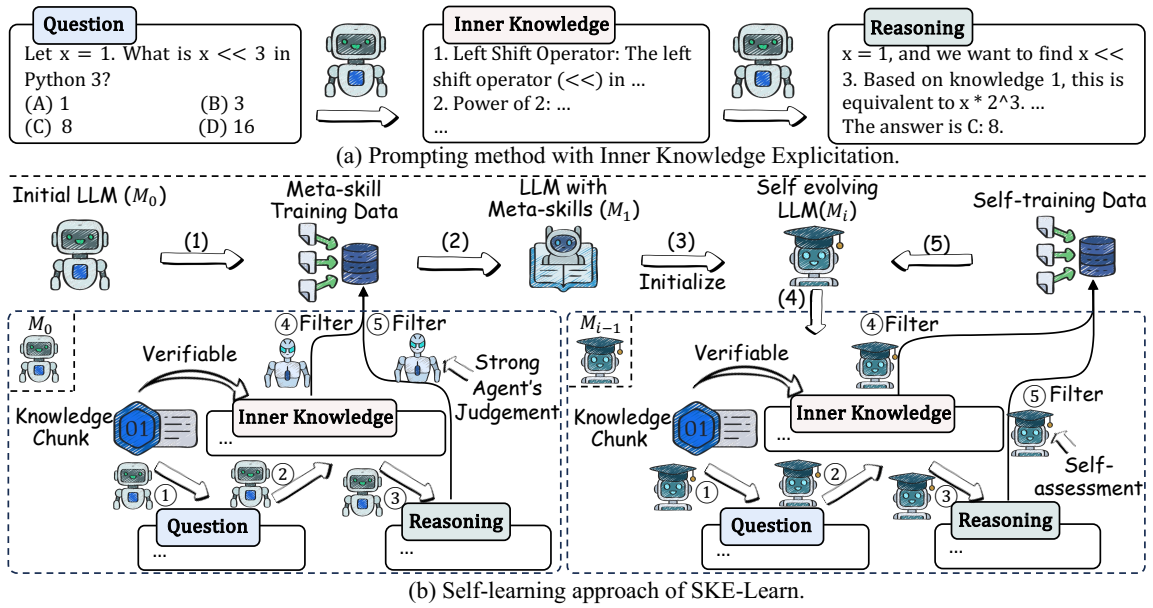 Question
Let x = 1. What is x << 3 in
Python 3?
(A) 1 (B) 3
(C) 8 (D) 16
Inner Knowledge
1. Left Shift Operator: The left
shift operator (<<) in ...
2. Power of 2: ...
...
Reasoning
x = 1, and we want to find x <<
3. Based on knowledge 1, this is
equivalent to x * 2^3. ...
The answer is C: 8.
(a) Prompting method with Inner Knowledge Explicitation.
Initial LLM (M₀)
Meta-skill
Training Data
LLM with
Meta-skills (M₁)
Self evolving
LLM(Mᵢ)
Self-training Data
(1)
(2)
(3)
Initialize
(4)
(5)
M₀
Verifiable
④Filter
⑤Filter
Strong
Agent's
Judgement
Knowledge
Chunk
01
Inner Knowledge
...
①
②
③
Question
...
Reasoning
...
Mᵢ₋₁
Verifiable
④Filter
⑤Filter
Self-
assessment
Knowledge
Chunk
01
Inner Knowledge
...
①
②
③
Question
...
Reasoning
...
(b) Self-learning approach of SKE-Learn.